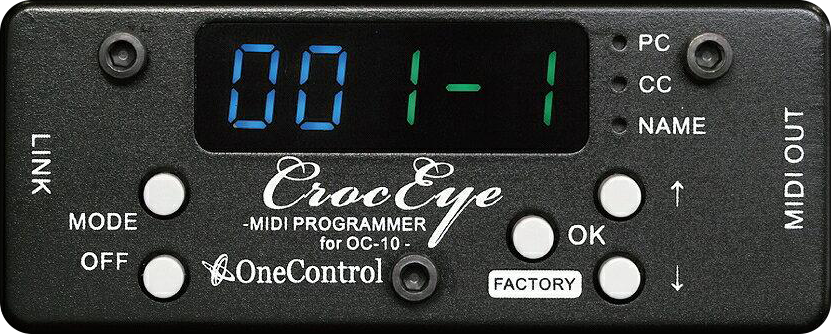 001-1
PC
CC
NAME
LINK
MIDI OUT
CrocEye
-MIDI PROGRAMMER
for OC-10 -
MODE
OFF
OneControl
OK
↑
FACTORY
↓